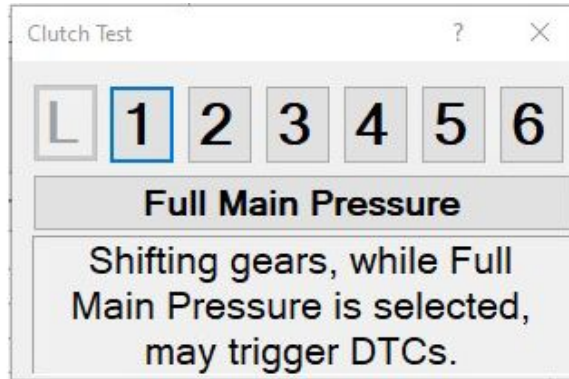 Clutch Test ? ×
L 1 2 3 4 5 6
Full Main Pressure
Shifting gears, while Full
Main Pressure is selected,
may trigger DTCs.